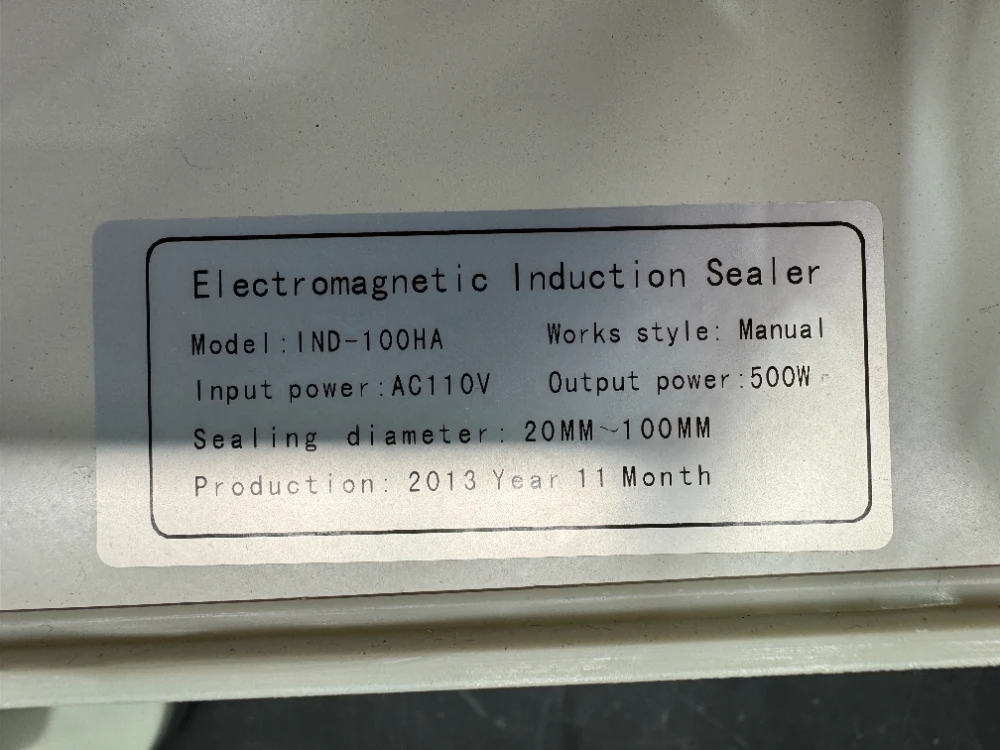 Electromagnetic Induction Sealer
Model:IND-100HA Works style: Manual
Input power:AC110V Output power:500W
Sealing diameter: 20MM~100MM
Production: 2013 Year 11 Month